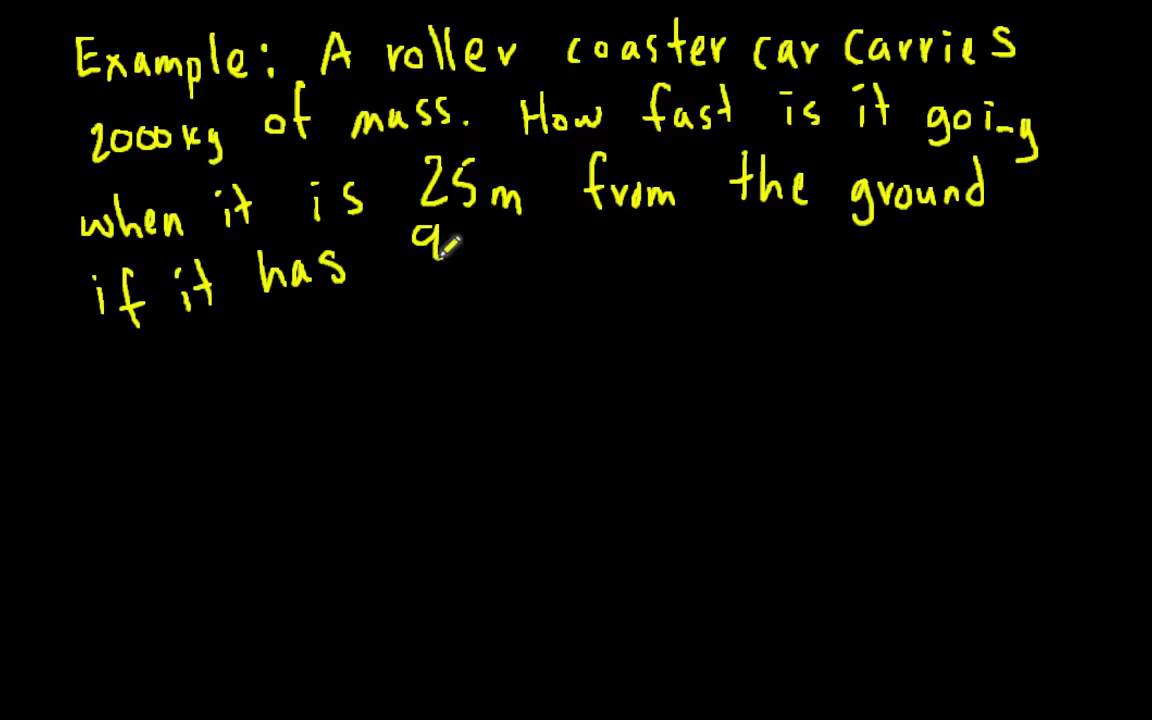 Example: A roller coaster car carries
2000kg of mass. How fast is it going
when it is 25m from the ground
if it has 9